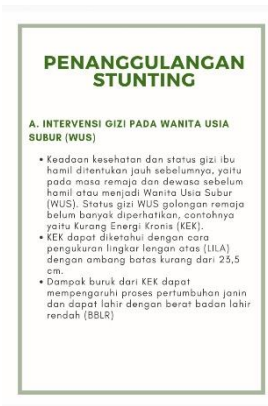 PENANGGULANGAN
STUNTING
A. INTERVENSI GIZI PADA WANITA USIA
SUBUR (WUS)
• Keadaan kesehatan dan status gizi ibu
hamil ditentukan jauh sebelumnya, yaitu
pada masa remaja dan dewasa sebelum
hamil atau menjadi Wanita Usia Subur
(WUS). Status gizi WUS golongan remaja
belum banyak diperhatikan, contohnya
yaitu Kurang Energi Kronis (KEK).
• KEK dapat diketahui dengan cara
pengukuran lingkar lengan atas (LILA)
dengan ambang batas kurang dari 23,5
cm.
• Dampak buruk dari KEK dapat
mempengaruhi proses pertumbuhan janin
dan dapat lahir dengan berat badan lahir
rendah (BBLR)